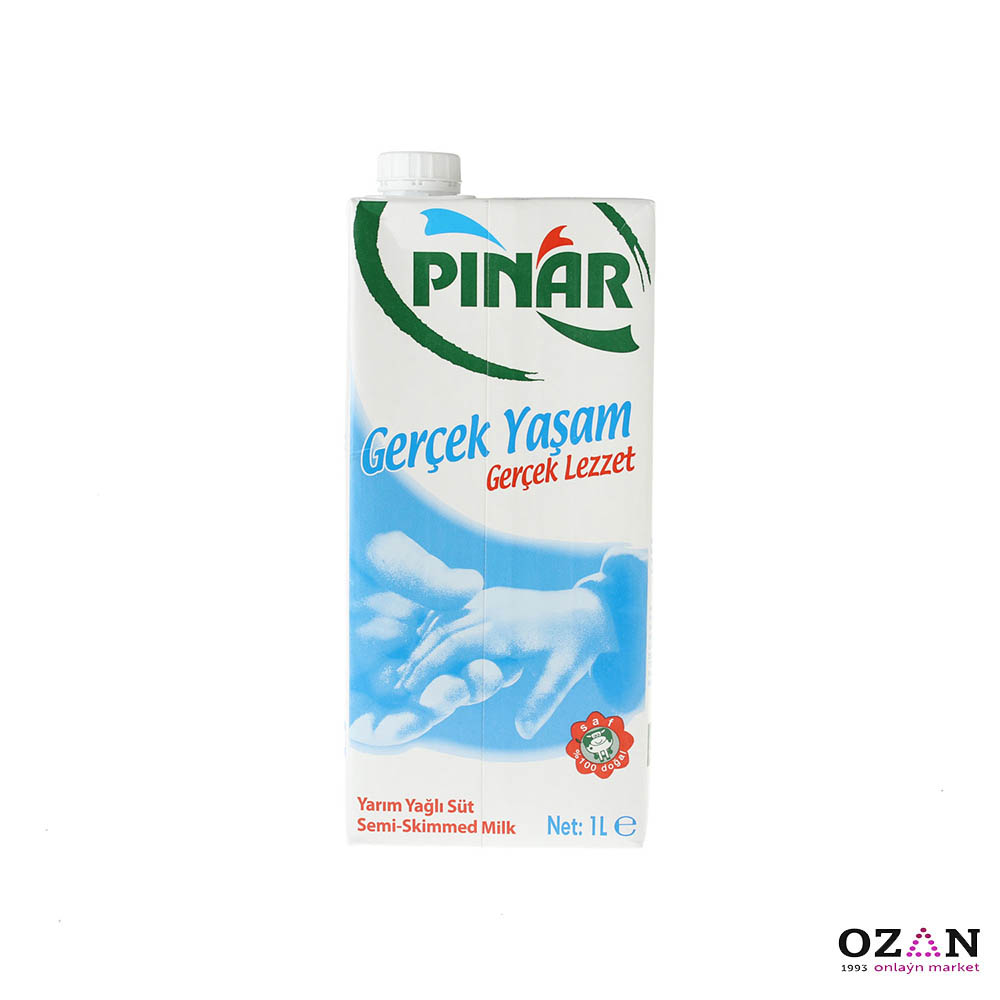 PINAR
Gerçek Yaşam
Gerçek Lezzet
saf
%100 doğal
Yarım Yağlı Süt
Semi-Skimmed Milk
Net: 1L ℮
OZAN
1993 onlaýn market